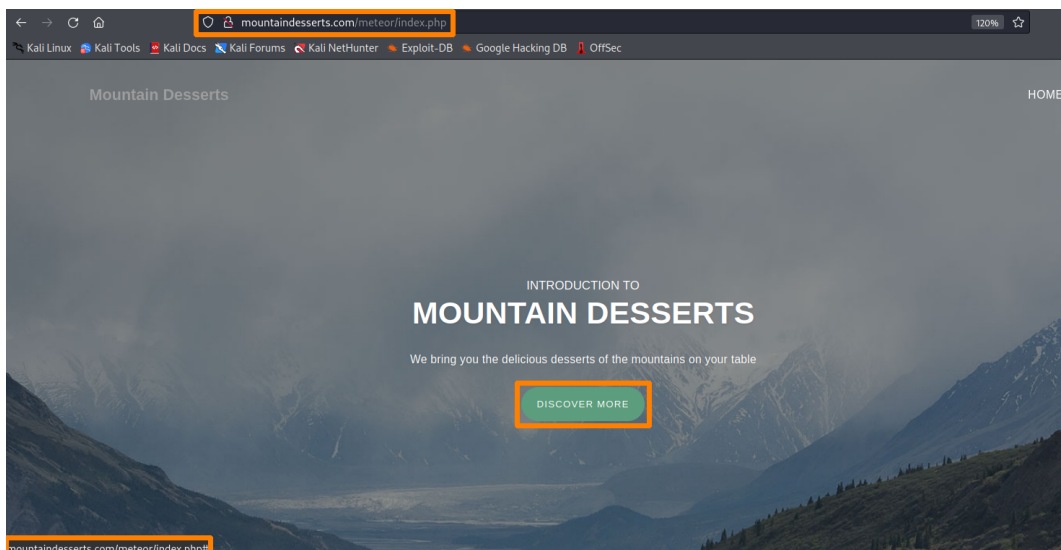 mountaindesserts.com/meteor/index.php
120%
Kali Linux Kali Tools Kali Docs Kali Forums Kali NetHunter Exploit-DB Google Hacking DB OffSec
Mountain Desserts
HOME
INTRODUCTION TO
MOUNTAIN DESSERTS
We bring you the delicious desserts of the mountains on your table
DISCOVER MORE
mountaindesserts.com/meteor/index.php#